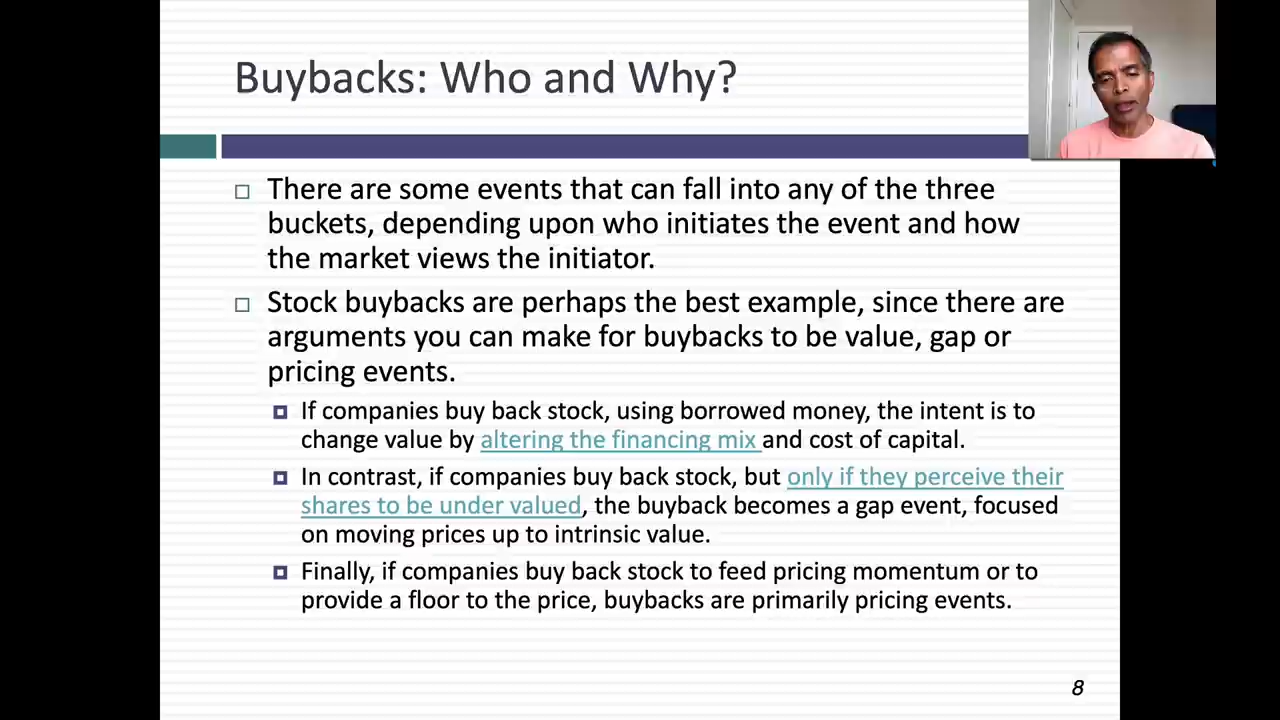 Buybacks: Who and Why?
There are some events that can fall into any of the three
buckets, depending upon who initiates the event and how
the market views the initiator.
Stock buybacks are perhaps the best example, since there are
arguments you can make for buybacks to be value, gap or
pricing events.
If companies buy back stock, using borrowed money, the intent is to
change value by altering the financing mix and cost of capital.
In contrast, if companies buy back stock, but only if they perceive their
shares to be under valued, the buyback becomes a gap event, focused
on moving prices up to intrinsic value.
Finally, if companies buy back stock to feed pricing momentum or to
provide a floor to the price, buybacks are primarily pricing events.
8